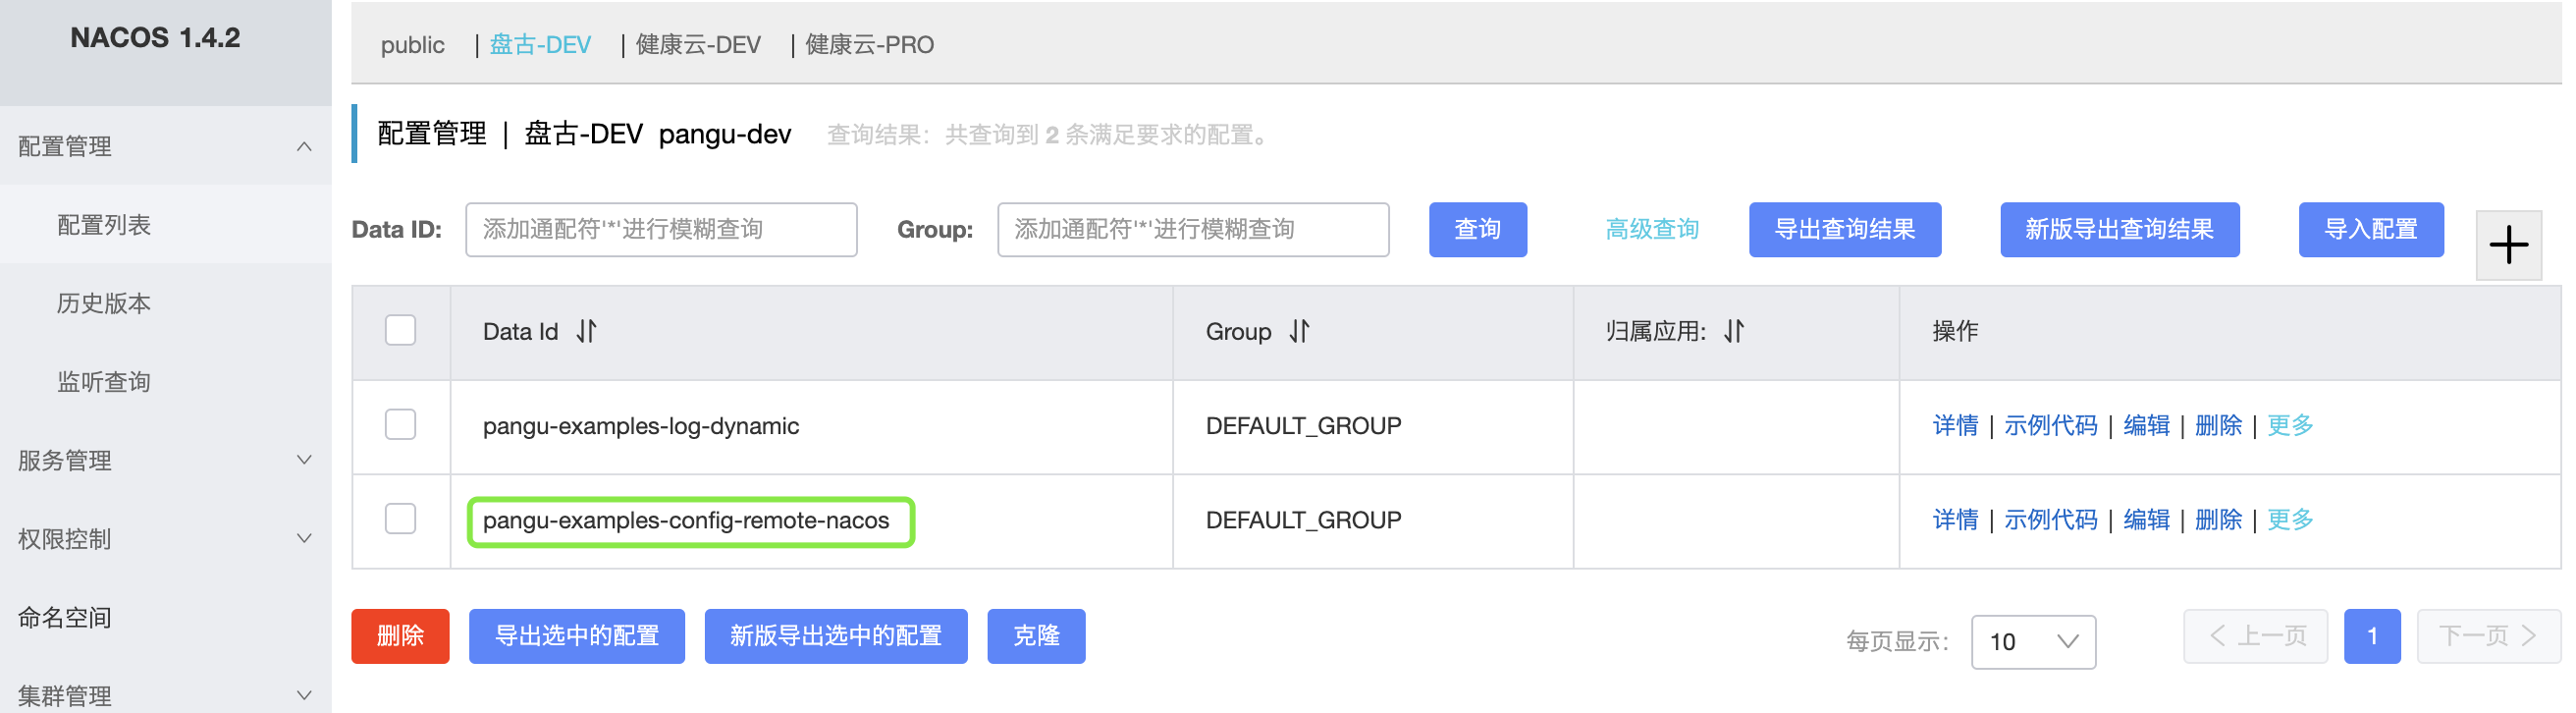 NACOS 1.4.2
配置管理
配置列表
历史版本
监听查询
服务管理
权限控制
命名空间
集群管理
public | 盘古-DEV | 健康云-DEV | 健康云-PRO
配置管理 | 盘古-DEV pangu-dev 查询结果：共查询到 2 条满足要求的配置。
Data ID: 添加通配符'*'进行模糊查询 Group: 添加通配符'*'进行模糊查询 查询 高级查询 导出查询结果 新版导出查询结果 导入配置
Data Id Group 归属应用: 操作
pangu-examples-log-dynamic DEFAULT_GROUP 详情 | 示例代码 | 编辑 | 删除 | 更多
pangu-examples-config-remote-nacos DEFAULT_GROUP 详情 | 示例代码 | 编辑 | 删除 | 更多
删除 导出选中的配置 新版导出选中的配置 克隆 每页显示: 10 上一页 1 下一页